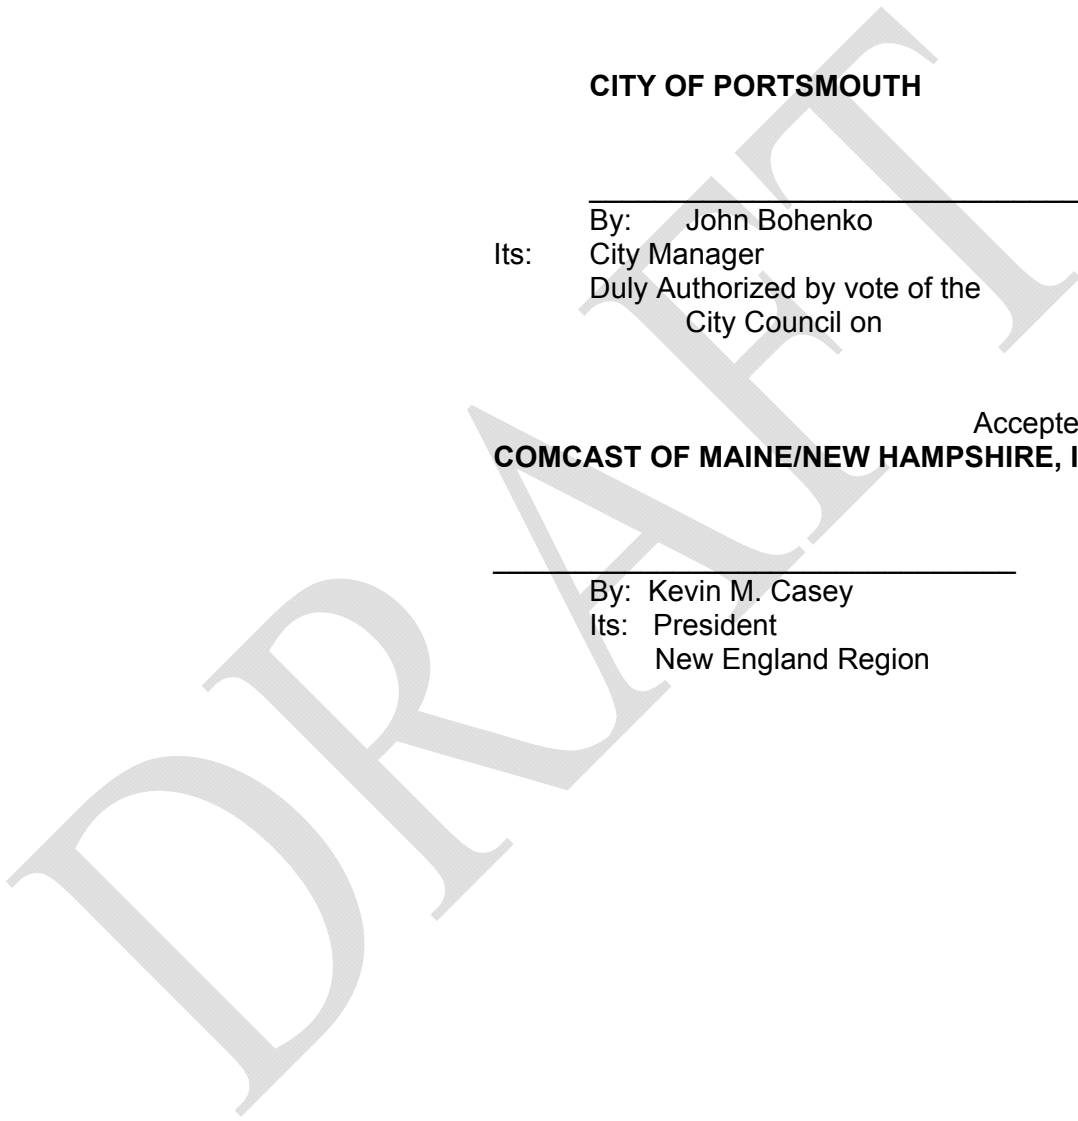 CITY OF PORTSMOUTH
By: John Bohenko
Its: City Manager
Duly Authorized by vote of the
City Council on
Accepte
COMCAST OF MAINE/NEW HAMPSHIRE, I
By: Kevin M. Casey
Its: President
New England Region
DRAFT